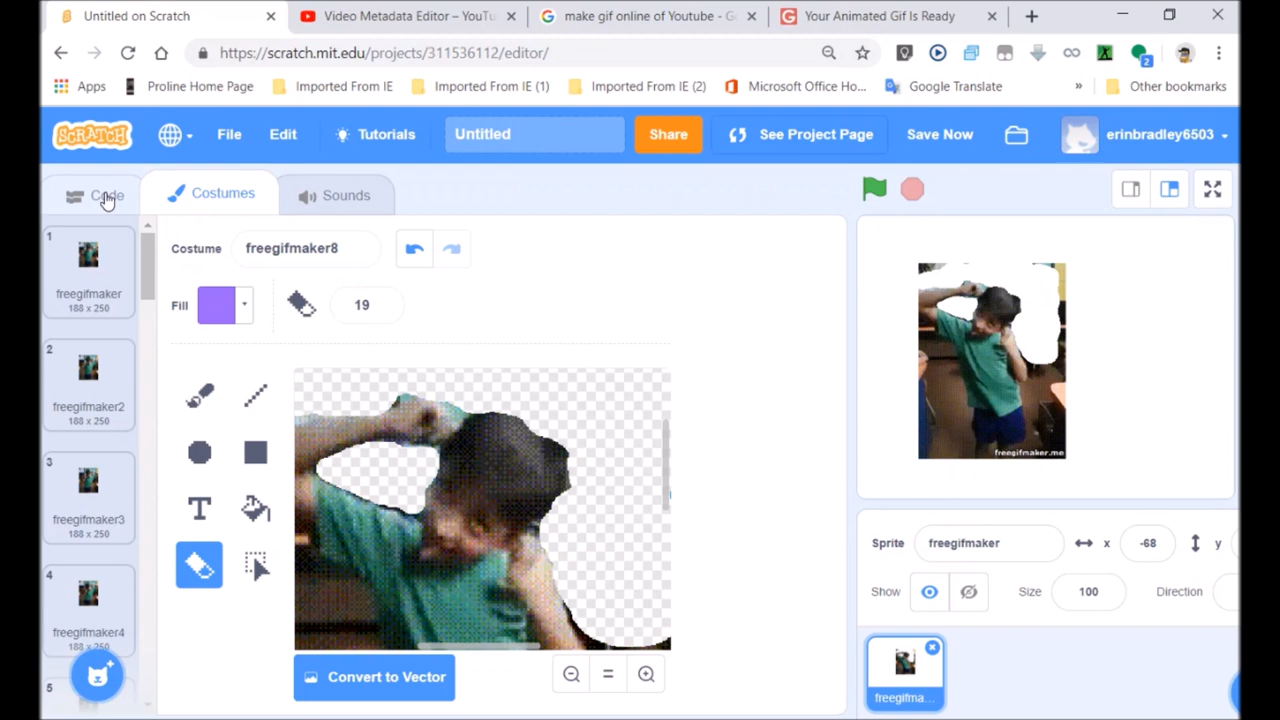 Untitled on Scratch
Video Metadata Editor – YouTu
make gif online of Youtube - G
Your Animated Gif Is Ready
https://scratch.mit.edu/projects/311536112/editor/
2
Apps
Proline Home Page
Imported From IE
Imported From IE (1)
Imported From IE (2)
Microsoft Office Ho...
Google Translate
»
Other bookmarks
SCRATCH
File
Edit
Tutorials
Untitled
Share
See Project Page
Save Now
erinbradley6503
Code
Costumes
Sounds
1
freegifmaker
188 x 250
2
freegifmaker2
188 x 250
3
freegifmaker3
188 x 250
4
freegifmaker4
188 x 250
5
Costume
freegifmaker8
Fill
19
T
Convert to Vector
freegifmaker.me
Sprite
freegifmaker
x
-68
y
Show
Size
100
Direction
freegifma...